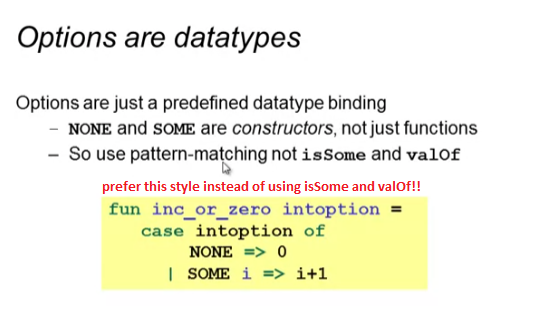 Options are datatypes
Options are just a predefined datatype binding
– NONE and SOME are constructors, not just functions
– So use pattern-matching not isSome and valOf
prefer this style instead of using isSome and valOf!!
fun inc_or_zero intoption =
case intoption of
NONE => 0
| SOME i => i+1